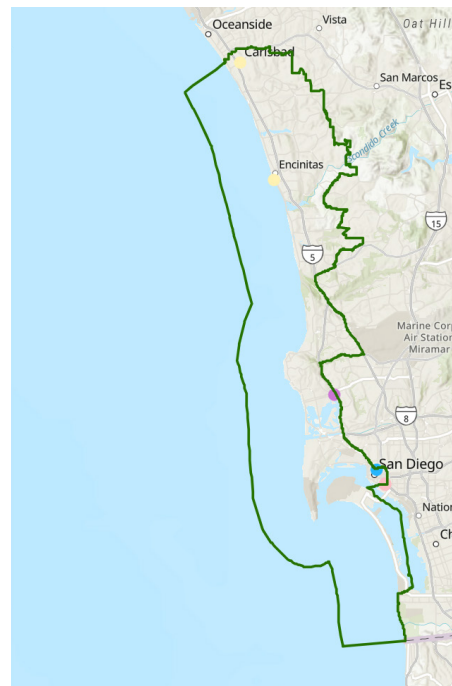 Oceanside
Vista
Oat Hill
Carlsbad
San Marcos
Es
Escondido Creek
Encinitas
15
5
Marine Corp
Air Station
Miramar
8
San Diego
Natio
Ch